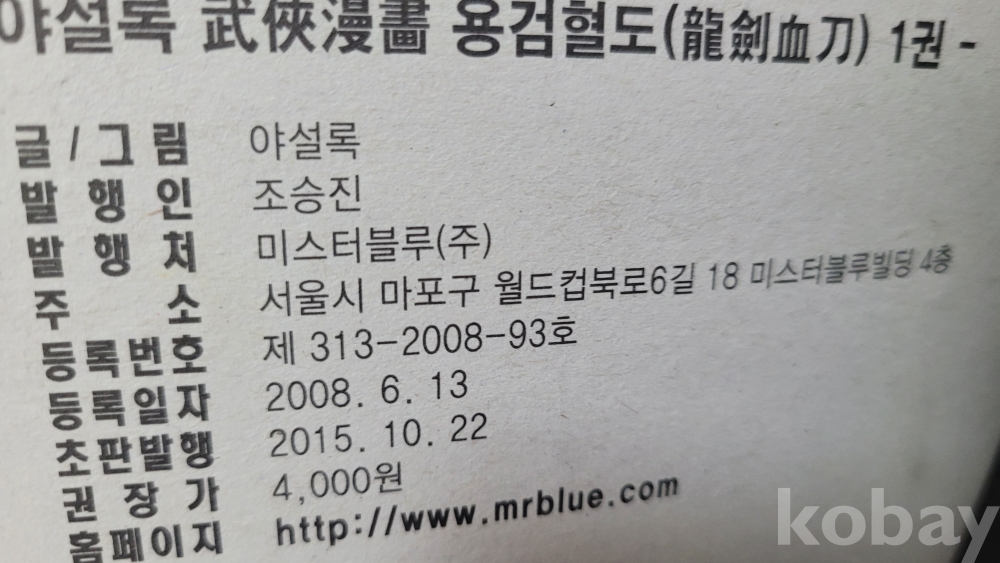 야설록 武俠漫畵 용검혈도(龍劍血刀) 1권 -
글/그림 야설록
발행인 조승진
발행처 미스터블루(주)
주소 서울시 마포구 월드컵북로6길 18 미스터블루빌딩 4층
등록번호 제 313-2008-93호
등록일자 2008. 6. 13
초판발행 2015. 10. 22
권장가 4,000원
홈페이지 http://www.mrblue.com
kobay